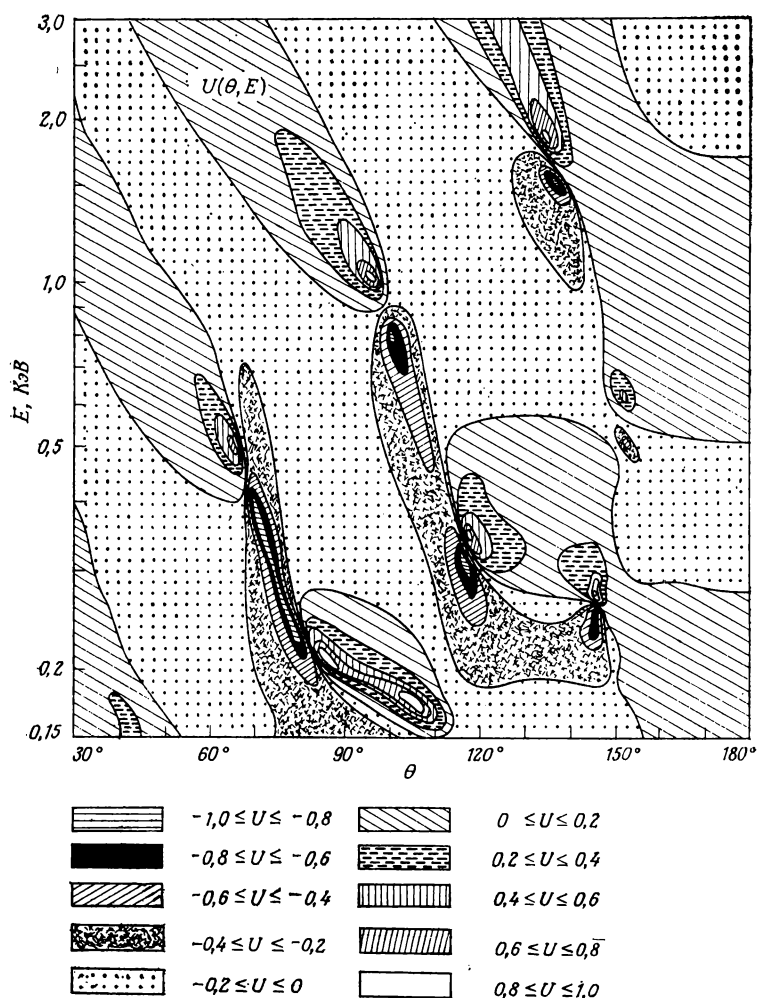 3,0
U(θ,E)
2,0
1,0
E, КэВ
0,5
0,2
0,15
30° 60° 90° 120° 150° 180°
θ
-1,0 ≤ U ≤ -0,8 0 ≤ U ≤ 0,2
-0,8 ≤ U ≤ -0,6 0,2 ≤ U ≤ 0,4
-0,6 ≤ U ≤ -0,4 0,4 ≤ U ≤ 0,6
-0,4 ≤ U ≤ -0,2 0,6 ≤ U ≤ 0,8
-0,2 ≤ U ≤ 0 0,8 ≤ U ≤ 1,0